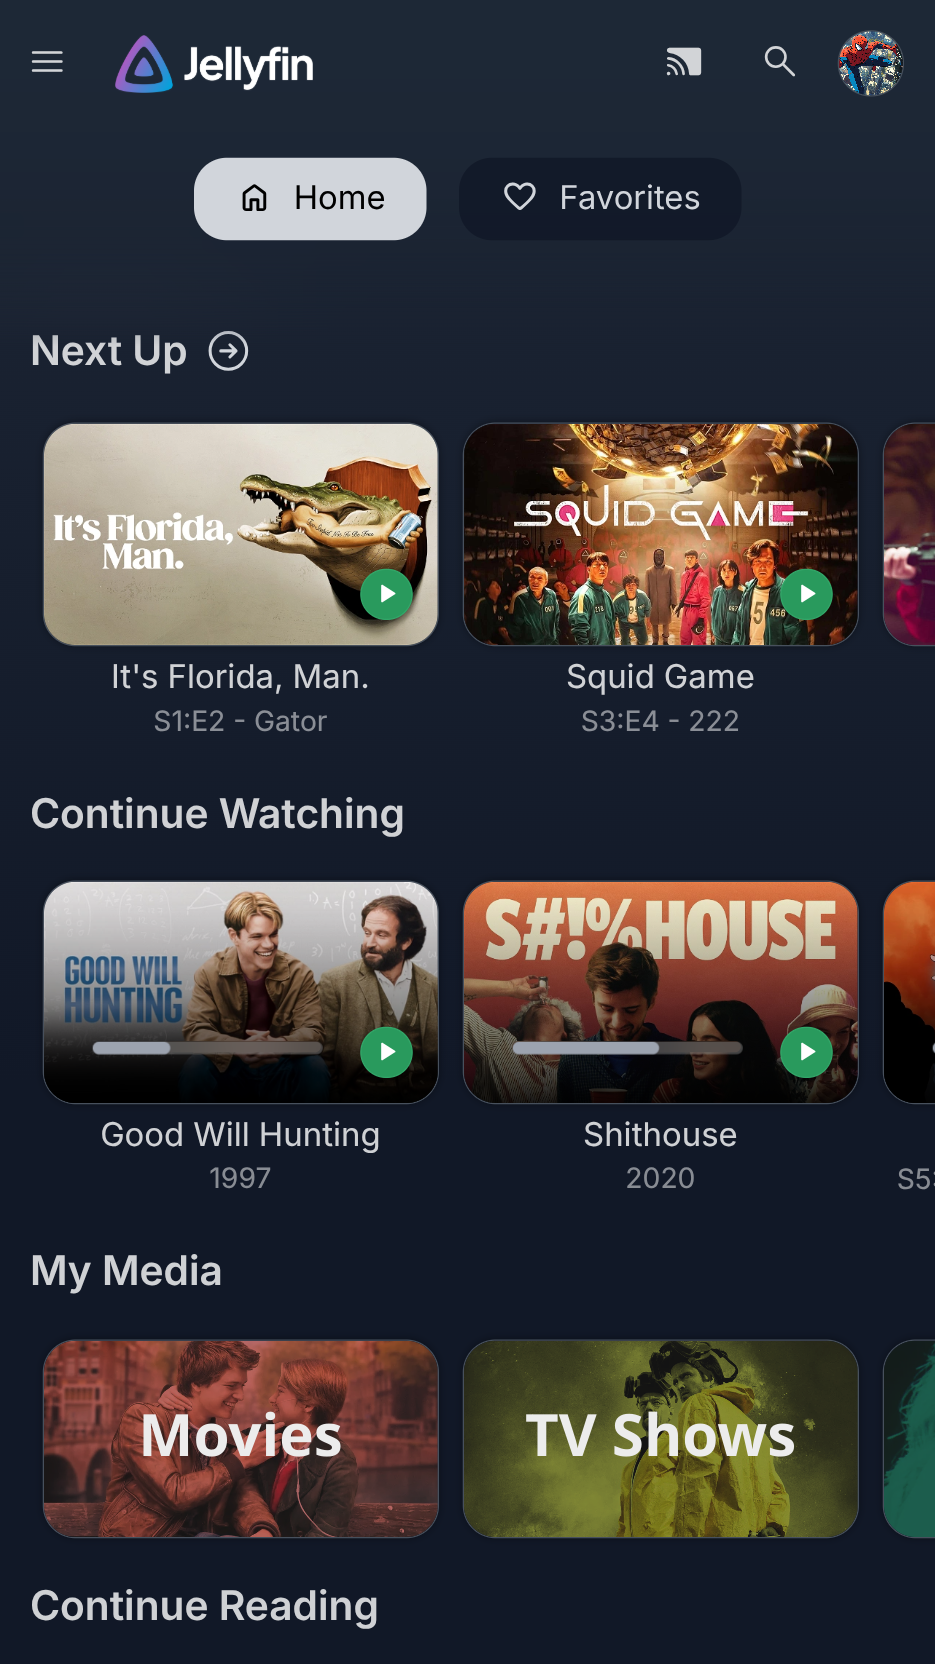 Jellyfin
Home
Favorites
Next Up
It's Florida,
Man.
SQUID GAME
It's Florida, Man.
Squid Game
S1:E2 - Gator
S3:E4 - 222
Continue Watching
GOOD WILL
HUNTING
S#!%HOUSE
Good Will Hunting
Shithouse
1997
2020
S5:
My Media
Movies
TV Shows
Continue Reading